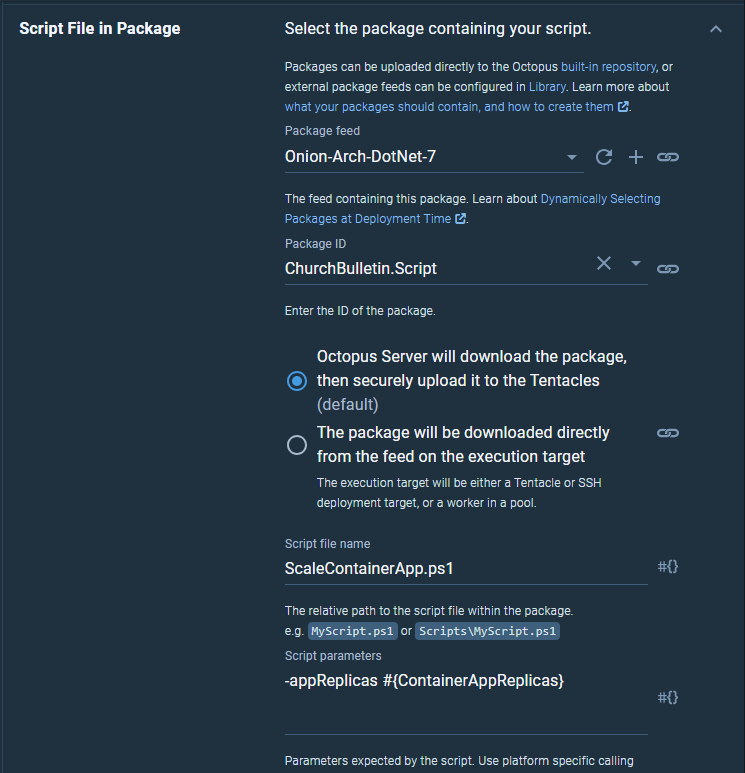 Script File in Package
Select the package containing your script.
Packages can be uploaded directly to the Octopus built-in repository, or
external package feeds can be configured in Library. Learn more about
what your packages should contain, and how to create them.
Package feed
Onion-Arch-DotNet-7
The feed containing this package. Learn about Dynamically Selecting
Packages at Deployment Time.
Package ID
ChurchBulletin.Script
Enter the ID of the package.
Octopus Server will download the package,
then securely upload it to the Tentacles
(default)
The package will be downloaded directly
from the feed on the execution target
The execution target will be either a Tentacle or SSH
deployment target, or a worker in a pool.
Script file name
ScaleContainerApp.ps1
#{}
The relative path to the script file within the package.
e.g. MyScript.ps1 or Scripts\MyScript.ps1
Script parameters
-appReplicas #{ContainerAppReplicas}
#{}
Parameters expected by the script. Use platform specific calling